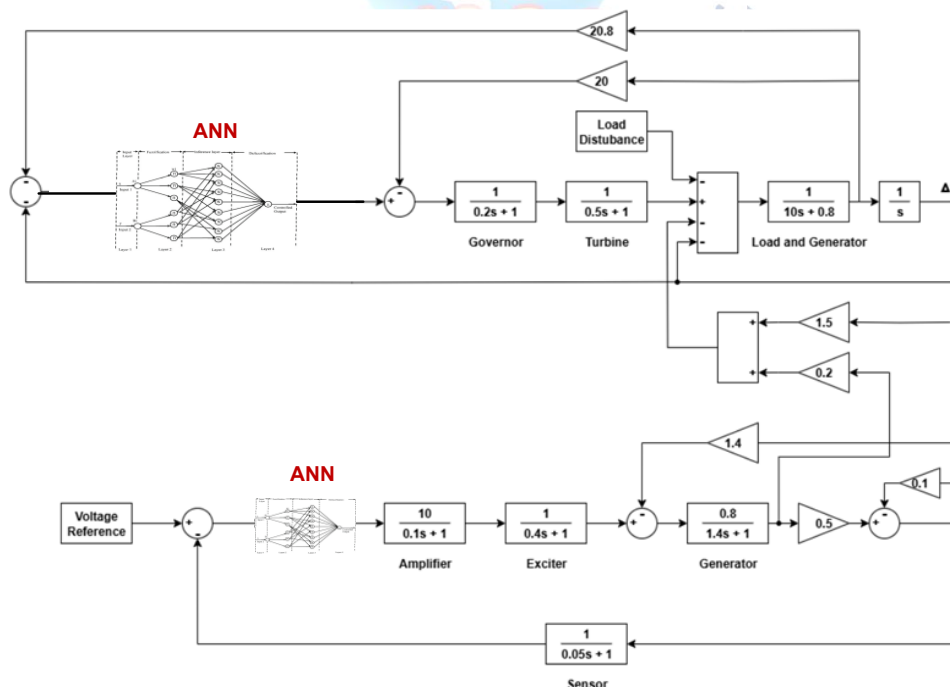 20.8
20
ANN
Load
Distubance
-
-
+
-
1
0.2s + 1
1
0.5s + 1
-
+
-
-
1
10s + 0.8
1
s
Δ
Governor
Turbine
Load and Generator
+
1.5
+
0.2
1.4
ANN
0.1
Voltage
Reference
+
-
10
0.1s + 1
1
0.4s + 1
+
-
0.8
1.4s + 1
0.5
+
-
Amplifier
Exciter
Generator
1
0.05s + 1
Sensor